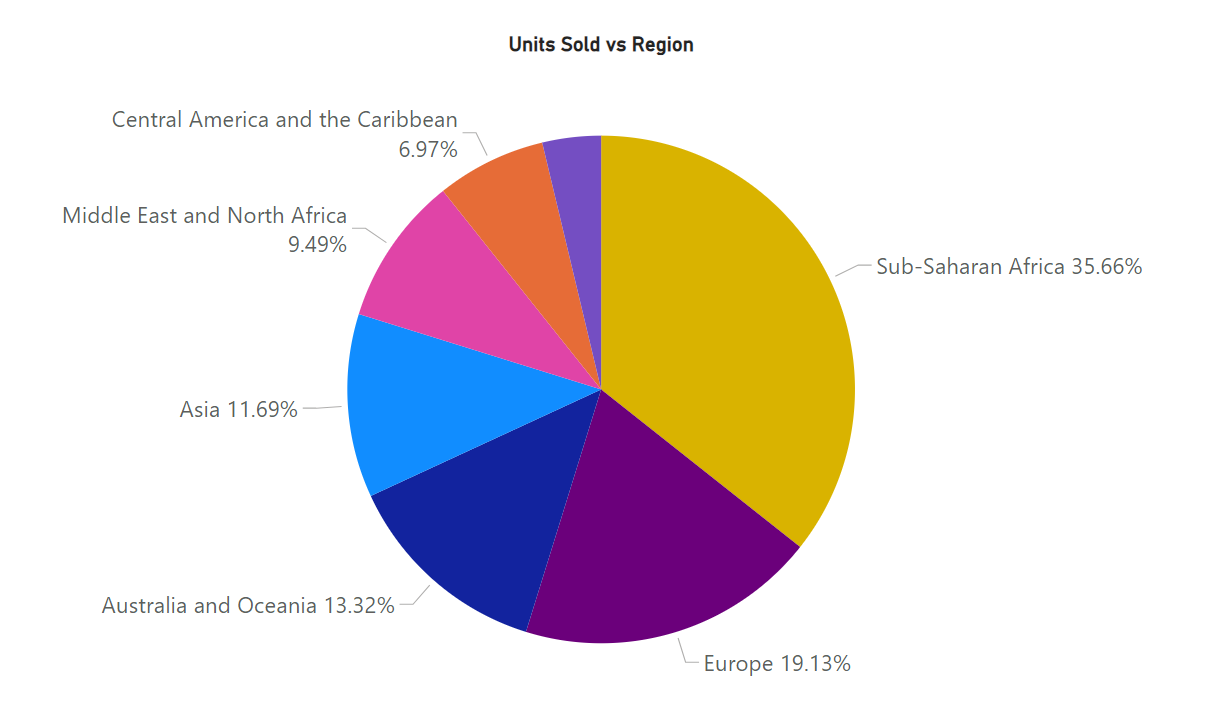 Units Sold vs Region
Central America and the Caribbean
6.97%
Middle East and North Africa
9.49%
Sub-Saharan Africa 35.66%
Asia 11.69%
Australia and Oceania 13.32%
Europe 19.13%